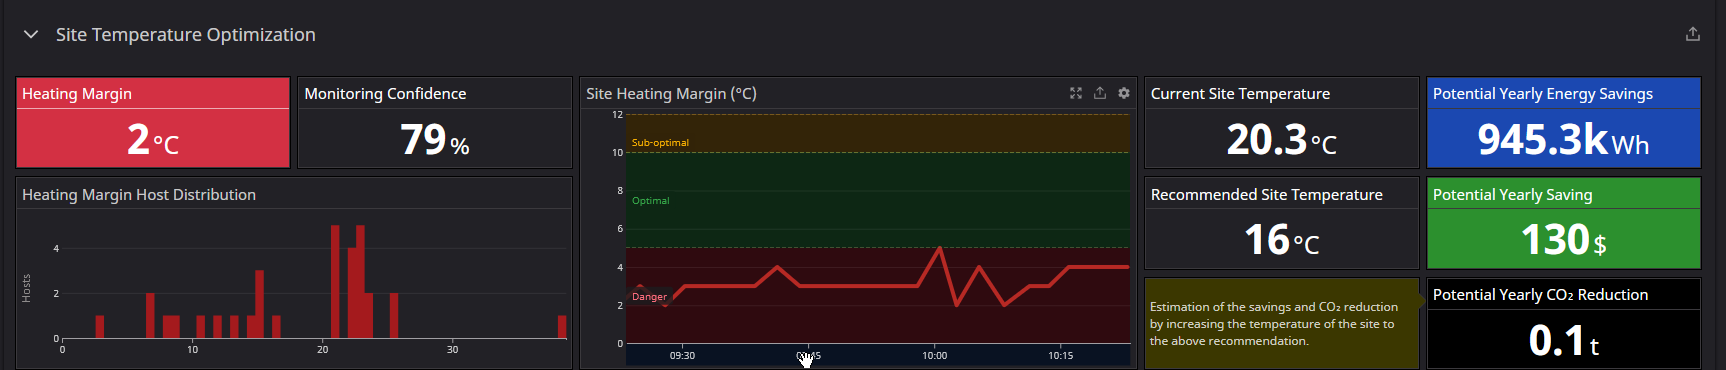 Site Temperature Optimization
Heating Margin
2 °C
Monitoring Confidence
79 %
Heating Margin Host Distribution
Hosts
4
2
0
0 10 20 30
Site Heating Margin (°C)
12
Sub-optimal
10
8
Optimal
6
4
Danger
2
0
09:30 10:00 10:15
Current Site Temperature
20.3 °C
Recommended Site Temperature
16 °C
Estimation of the savings and CO₂ reduction
by increasing the temperature of the site to
the above recommendation.
Potential Yearly Energy Savings
945.3k Wh
Potential Yearly Saving
130 $
Potential Yearly CO₂ Reduction
0.1 t